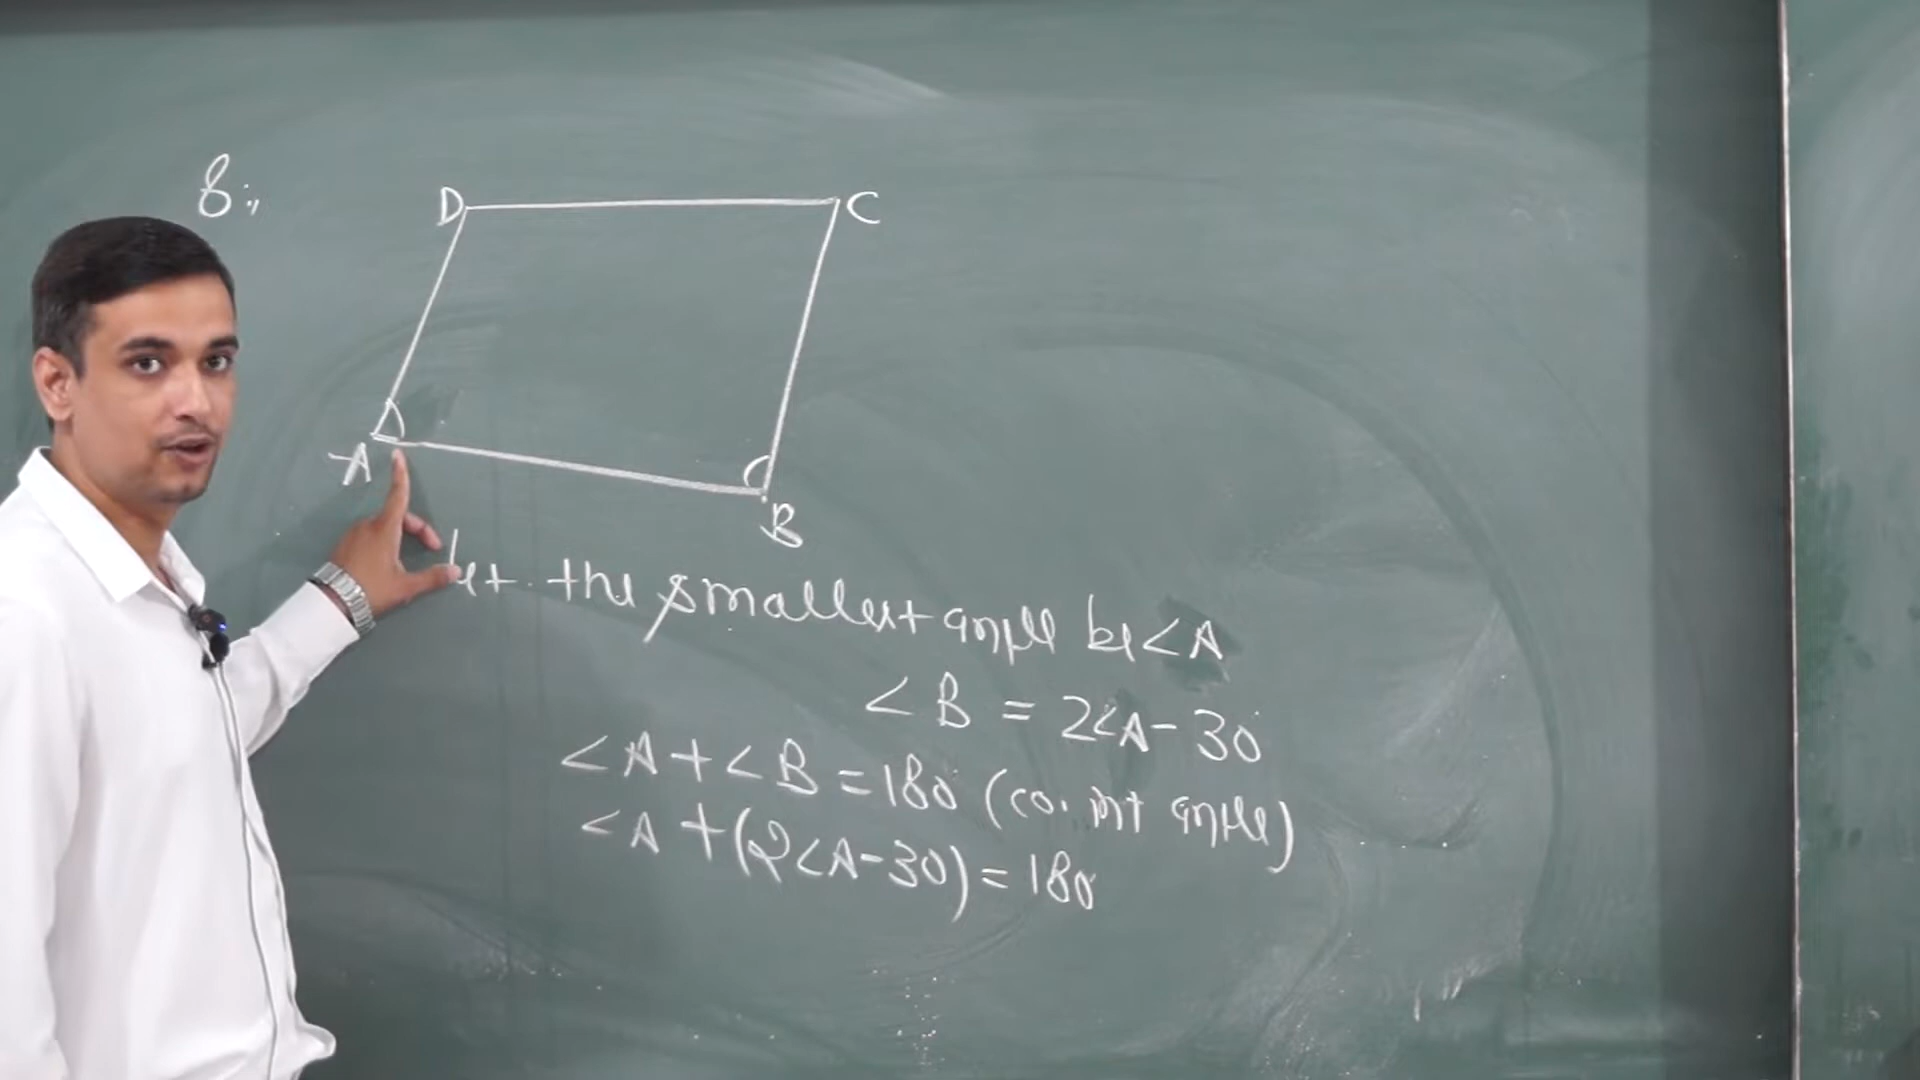 8.
D
C
A
B
Let the smallest angle be <A
<B = 2<A - 30
<A + <B = 180 (co. int angle)
<A + (2<A - 30) = 180